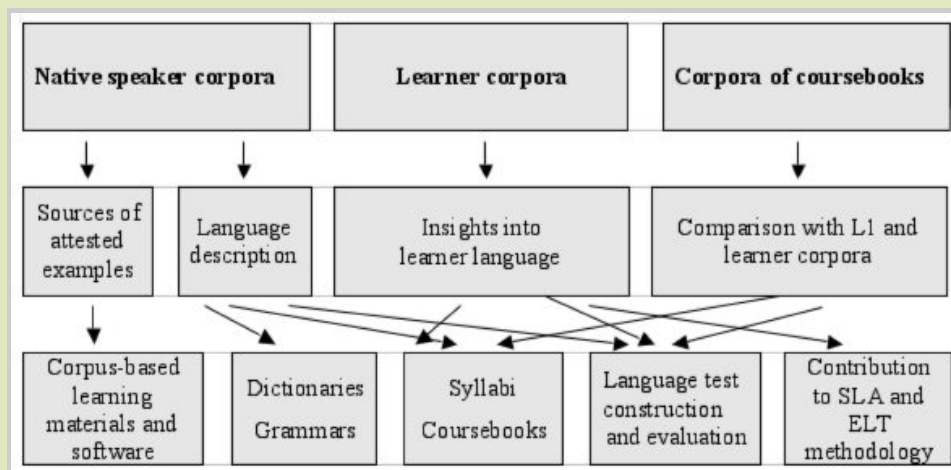 Native speaker corpora
Learner corpora
Corpora of coursebooks
Sources of
attested
examples
Language
description
Insights into
learner language
Comparison with L1 and
learner corpora
Corpus-based
learning
materials and
software
Dictionaries
Grammars
Syllabi
Coursebooks
Language test
construction
and evaluation
Contribution
to SLA and
ELT
methodology